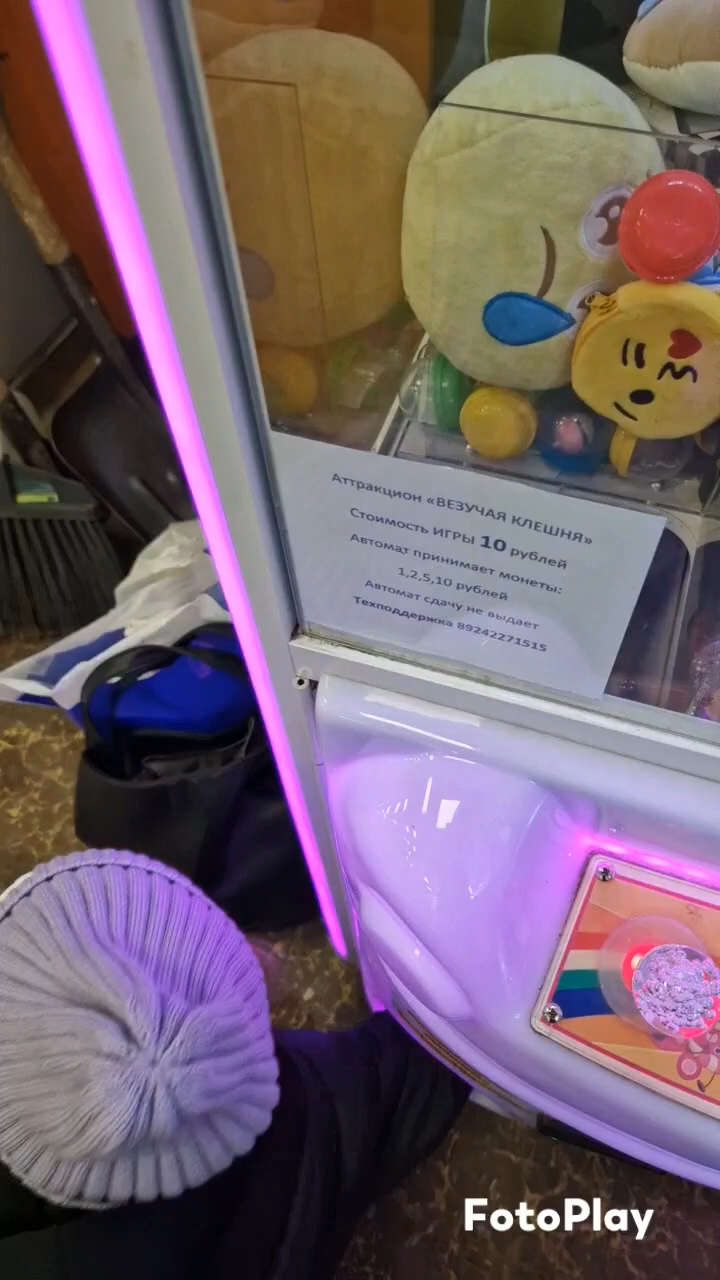 Аттракцион «ВЕЗУЧАЯ КЛЕШНЯ»
Стоимость ИГРЫ 10 рублей
Автомат принимает монеты:
1,2,5,10 рублей
Автомат сдачу не выдает
Техподдержка 89242271515
FotoPlay